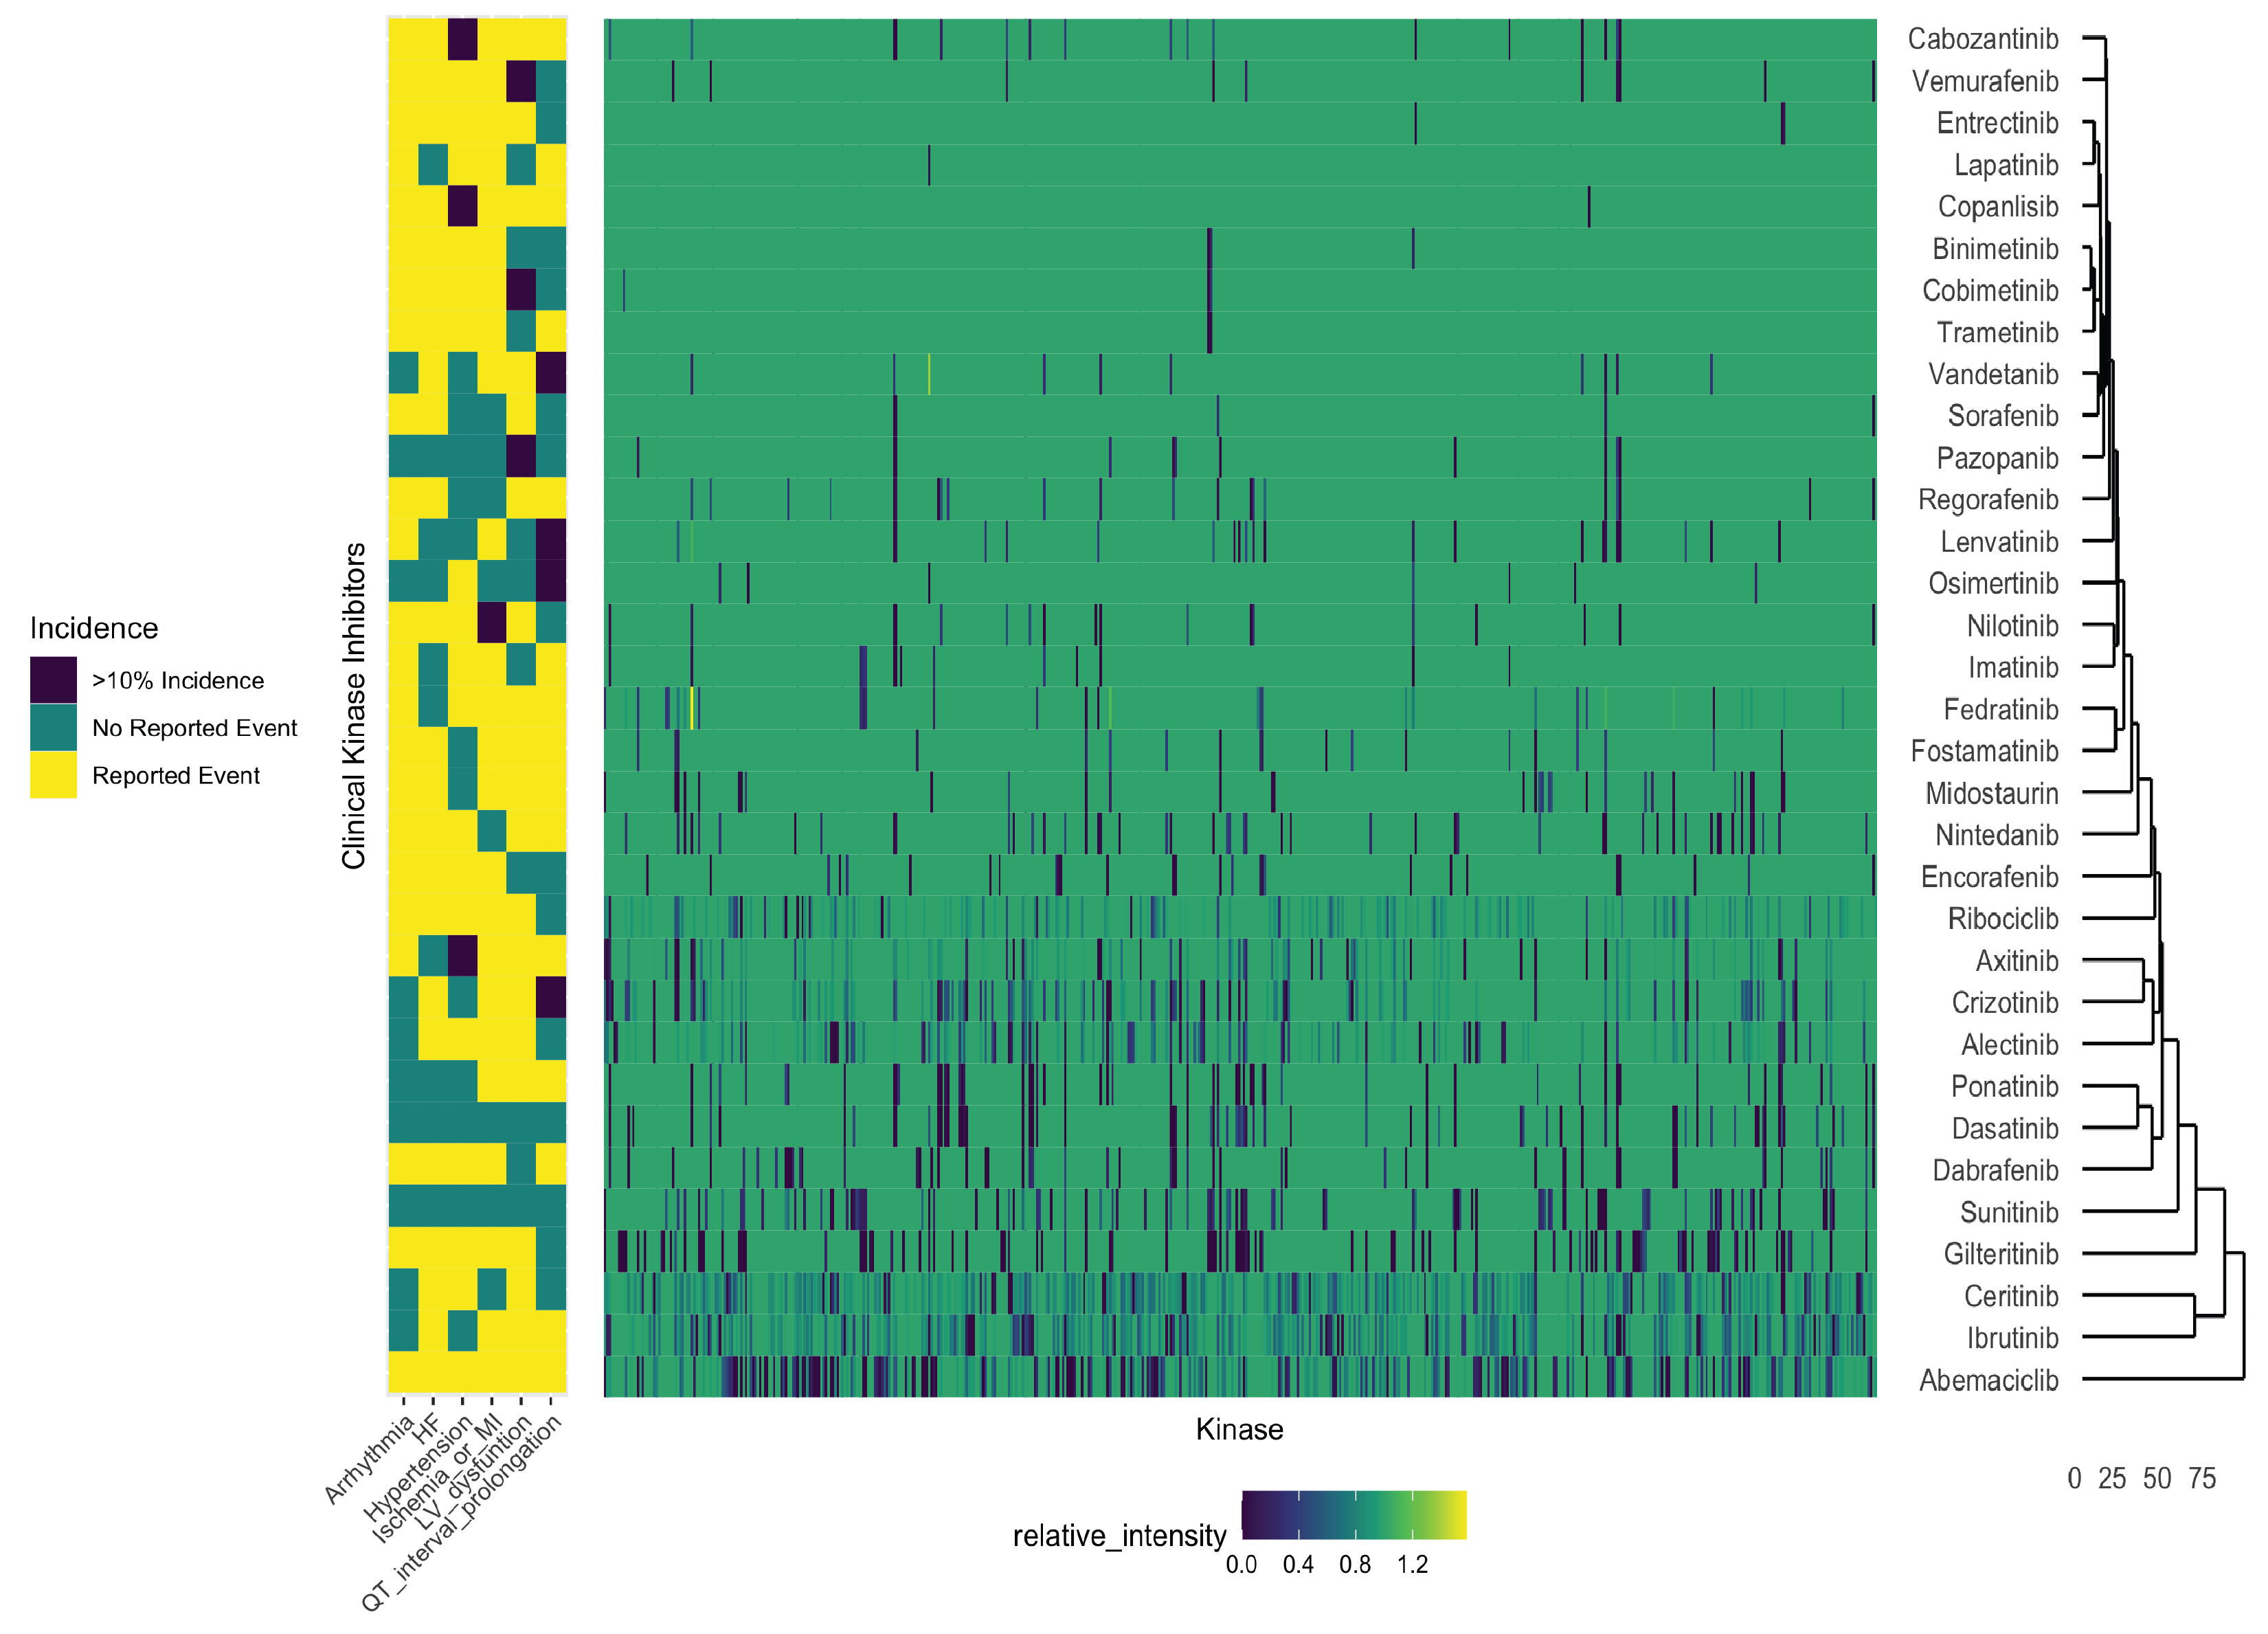 Incidence
>10% Incidence
No Reported Event
Reported Event
Clinical Kinase Inhibitors
Arrhythmia
HF
Hypertension
Ischemia_or_MI
LV_dysfuntion
QT_interval_prolongation
Kinase
relative_intensity
0.0 0.4 0.8 1.2
Cabozantinib
Vemurafenib
Entrectinib
Lapatinib
Copanlisib
Binimetinib
Cobimetinib
Trametinib
Vandetanib
Sorafenib
Pazopanib
Regorafenib
Lenvatinib
Osimertinib
Nilotinib
Imatinib
Fedratinib
Fostamatinib
Midostaurin
Nintedanib
Encorafenib
Ribociclib
Axitinib
Crizotinib
Alectinib
Ponatinib
Dasatinib
Dabrafenib
Sunitinib
Gilteritinib
Ceritinib
Ibrutinib
Abemaciclib
0 25 50 75